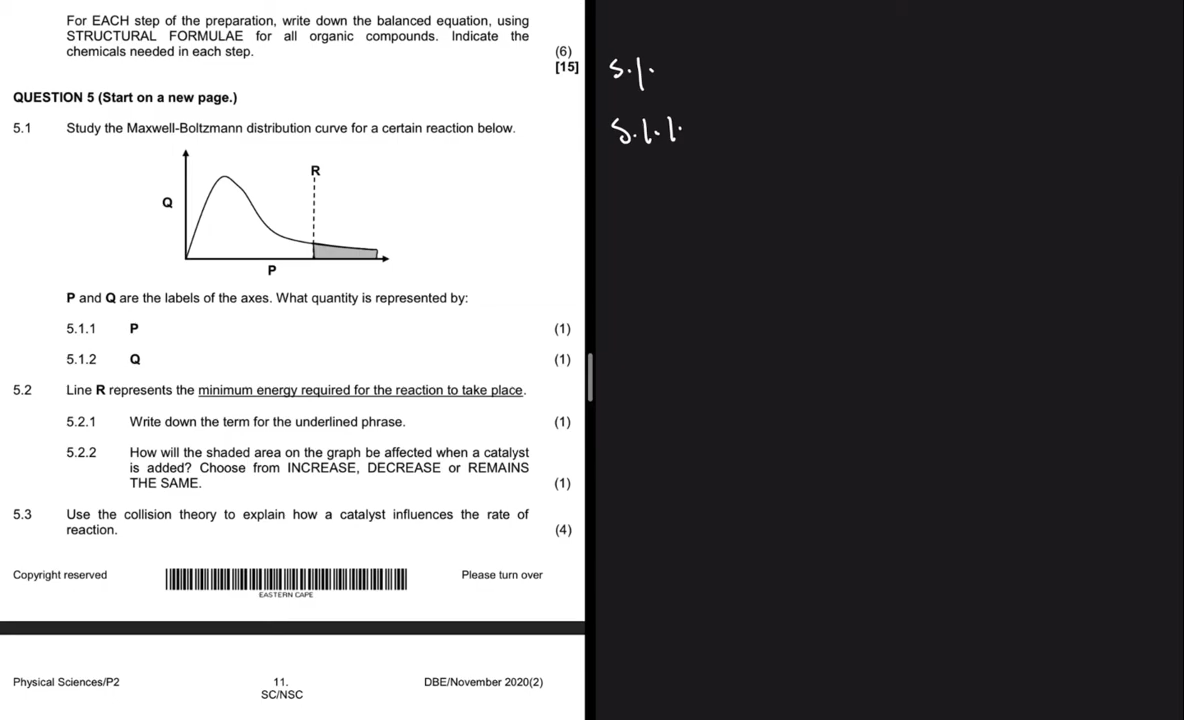 For EACH step of the preparation, write down the balanced equation, using
STRUCTURAL FORMULAE for all organic compounds. Indicate the
chemicals needed in each step. (6)
[15]
QUESTION 5 (Start on a new page.)
5.1 Study the Maxwell-Boltzmann distribution curve for a certain reaction below.
R
Q
P
P and Q are the labels of the axes. What quantity is represented by:
5.1.1 P (1)
5.1.2 Q (1)
5.2 Line R represents the minimum energy required for the reaction to take place.
5.2.1 Write down the term for the underlined phrase. (1)
5.2.2 How will the shaded area on the graph be affected when a catalyst
is added? Choose from INCREASE, DECREASE or REMAINS
THE SAME. (1)
5.3 Use the collision theory to explain how a catalyst influences the rate of
reaction. (4)
Copyright reserved Please turn over
EASTERN CAPE
Physical Sciences/P2 11. DBE/November 2020(2)
SC/NSC
5.1.
5.1.1.